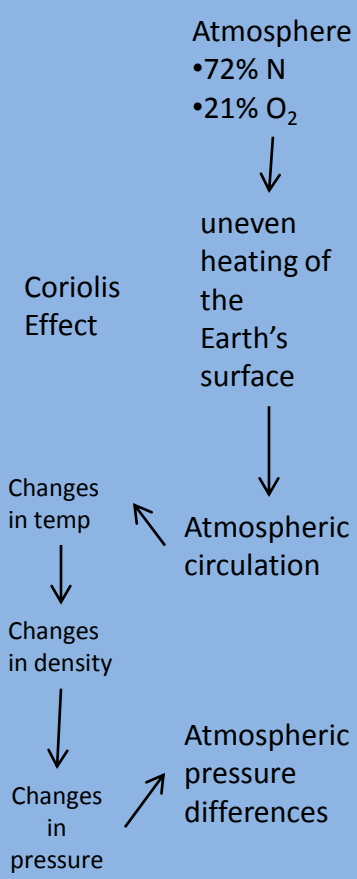 Atmosphere
•72% N
•21% O₂
uneven
heating of
the
Earth's
surface
Coriolis
Effect
Changes
in temp
Atmospheric
circulation
Changes
in density
Atmospheric
pressure
differences
Changes
in
pressure